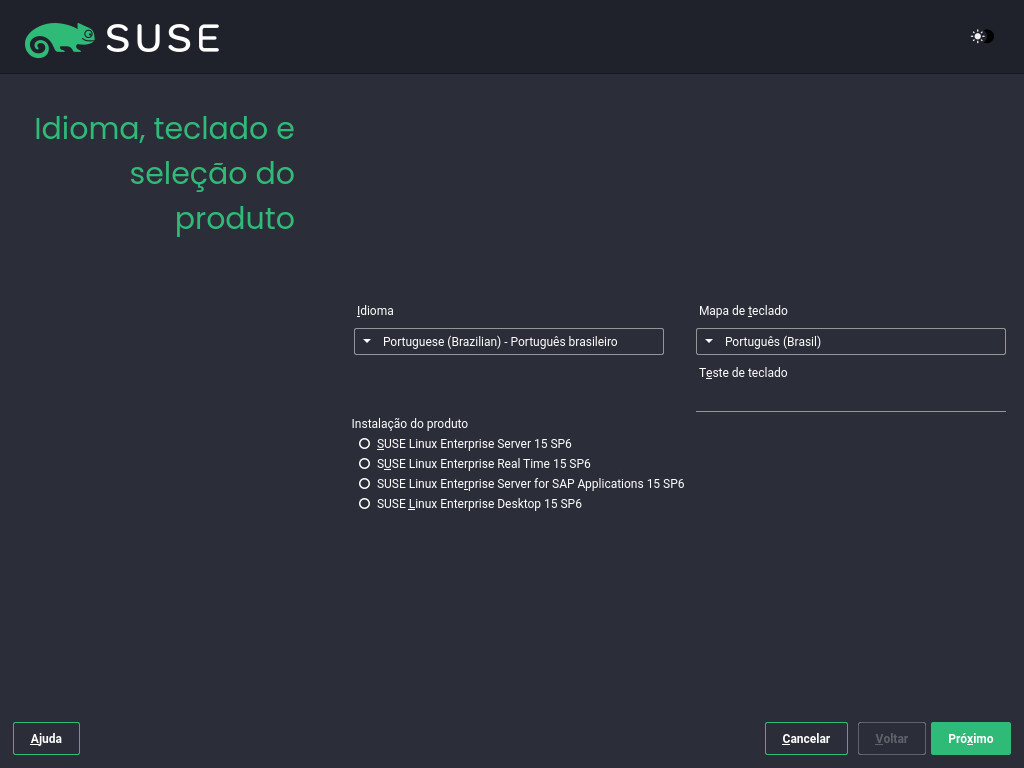 SUSE
Idioma, teclado e
seleção do
produto
Idioma
Mapa de teclado
Portuguese (Brazilian) - Português brasileiro
Português (Brasil)
Teste de teclado
Instalação do produto
SUSE Linux Enterprise Server 15 SP6
SUSE Linux Enterprise Real Time 15 SP6
SUSE Linux Enterprise Server for SAP Applications 15 SP6
SUSE Linux Enterprise Desktop 15 SP6
Ajuda
Cancelar
Voltar
Próximo